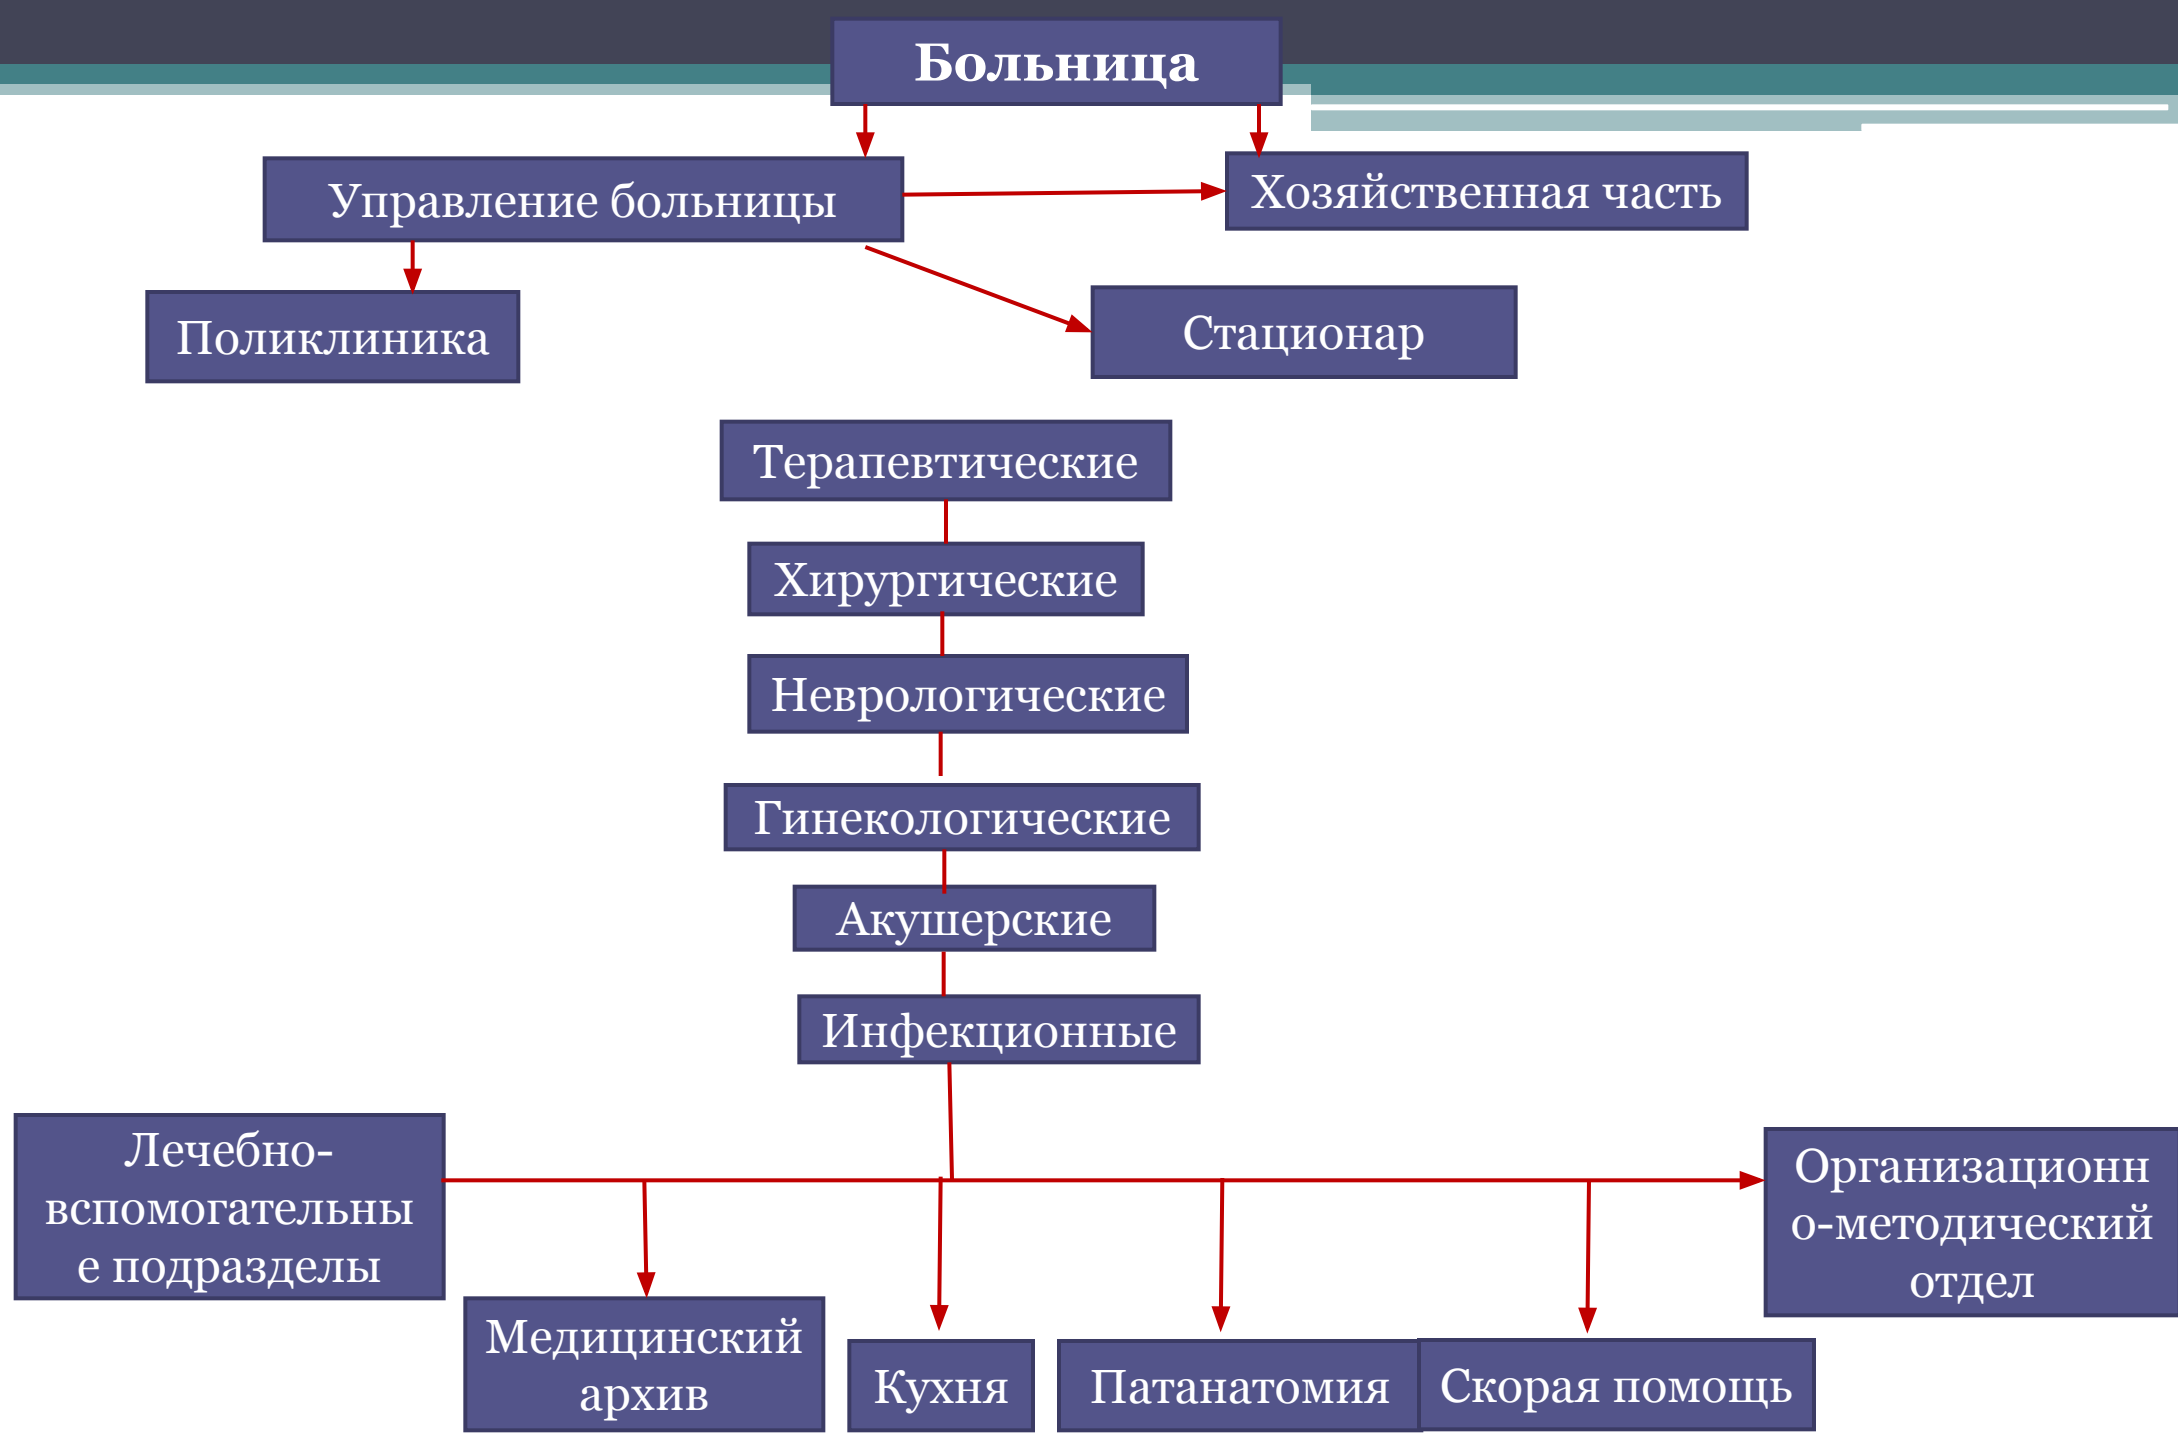 Больница
Управление больницы
Хозяйственная часть
Поликлиника
Стационар
Терапевтические
Хирургические
Неврологические
Гинекологические
Акушерские
Инфекционные
Лечебно-
вспомогательны
е подразделы
Организационн
о-методический
отдел
Медицинский
архив
Кухня
Патанатомия
Скорая помощь